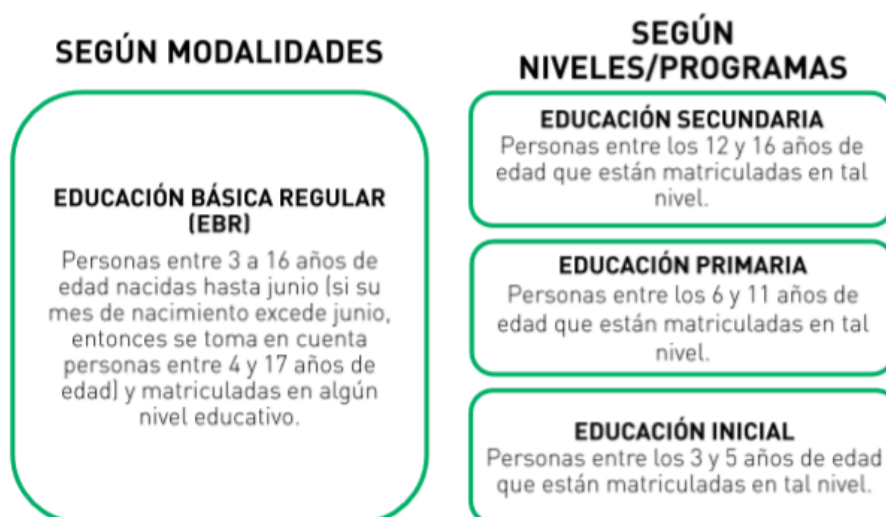 SEGÚN MODALIDADES
EDUCACIÓN BÁSICA REGULAR
(EBR)
Personas entre 3 a 16 años de
edad nacidas hasta junio (si su
mes de nacimiento excede junio,
entonces se toma en cuenta
personas entre 4 y 17 años de
edad) y matriculadas en algún
nivel educativo.
SEGÚN
NIVELES/PROGRAMAS
EDUCACIÓN SECUNDARIA
Personas entre los 12 y 16 años de
edad que están matriculadas en tal
nivel.
EDUCACIÓN PRIMARIA
Personas entre los 6 y 11 años de
edad que están matriculadas en tal
nivel.
EDUCACIÓN INICIAL
Personas entre los 3 y 5 años de edad
que están matriculadas en tal nivel.